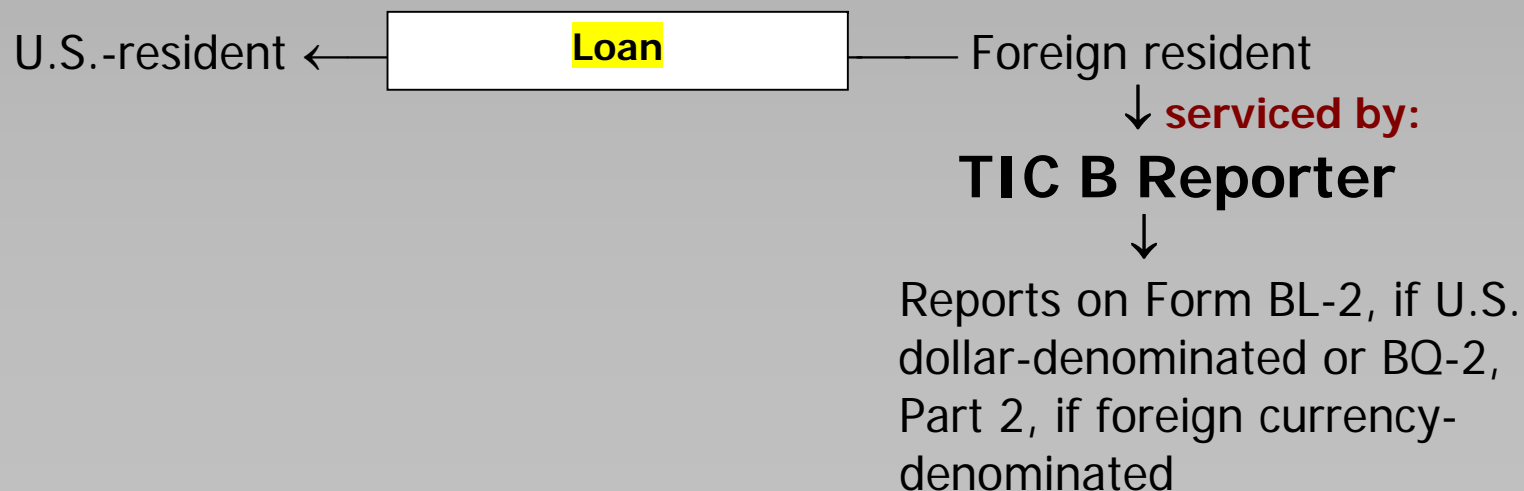 U.S.-resident ← Loan — Foreign resident
↓ serviced by:
TIC B Reporter
↓
Reports on Form BL-2, if U.S.
dollar-denominated or BQ-2,
Part 2, if foreign currency-
denominated